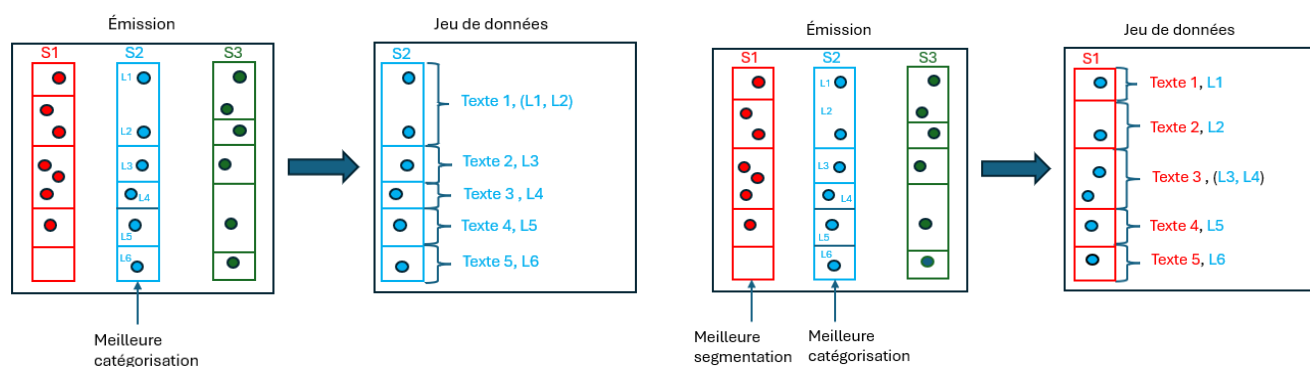 Émission
S1 S2 S3
L1
L2
L3
L4
L5
L6
Meilleure
catégorisation
Jeu de données
S2
Texte 1, (L1, L2)
Texte 2, L3
Texte 3 , L4
Texte 4, L5
Texte 5, L6
Émission
S1 S2 S3
L1
L2
L3
L4
L5
L6
Meilleure
segmentation
Meilleure
catégorisation
Jeu de données
S1
Texte 1, L1
Texte 2, L2
Texte 3 , (L3, L4)
Texte 4, L5
Texte 5, L6